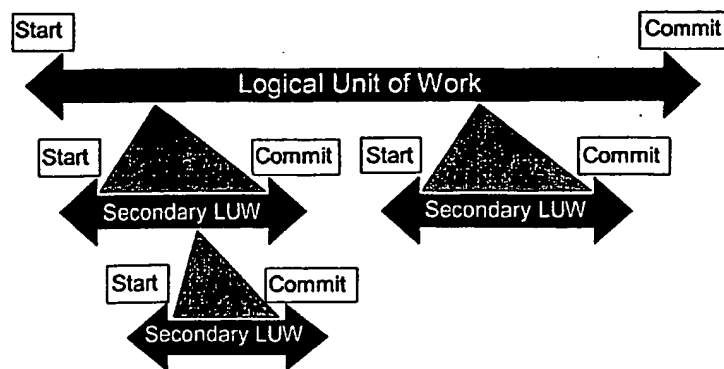 Start
Commit
Logical Unit of Work
Start
Commit
Start
Commit
Secondary LUW
Secondary LUW
Start
Commit
Secondary LUW